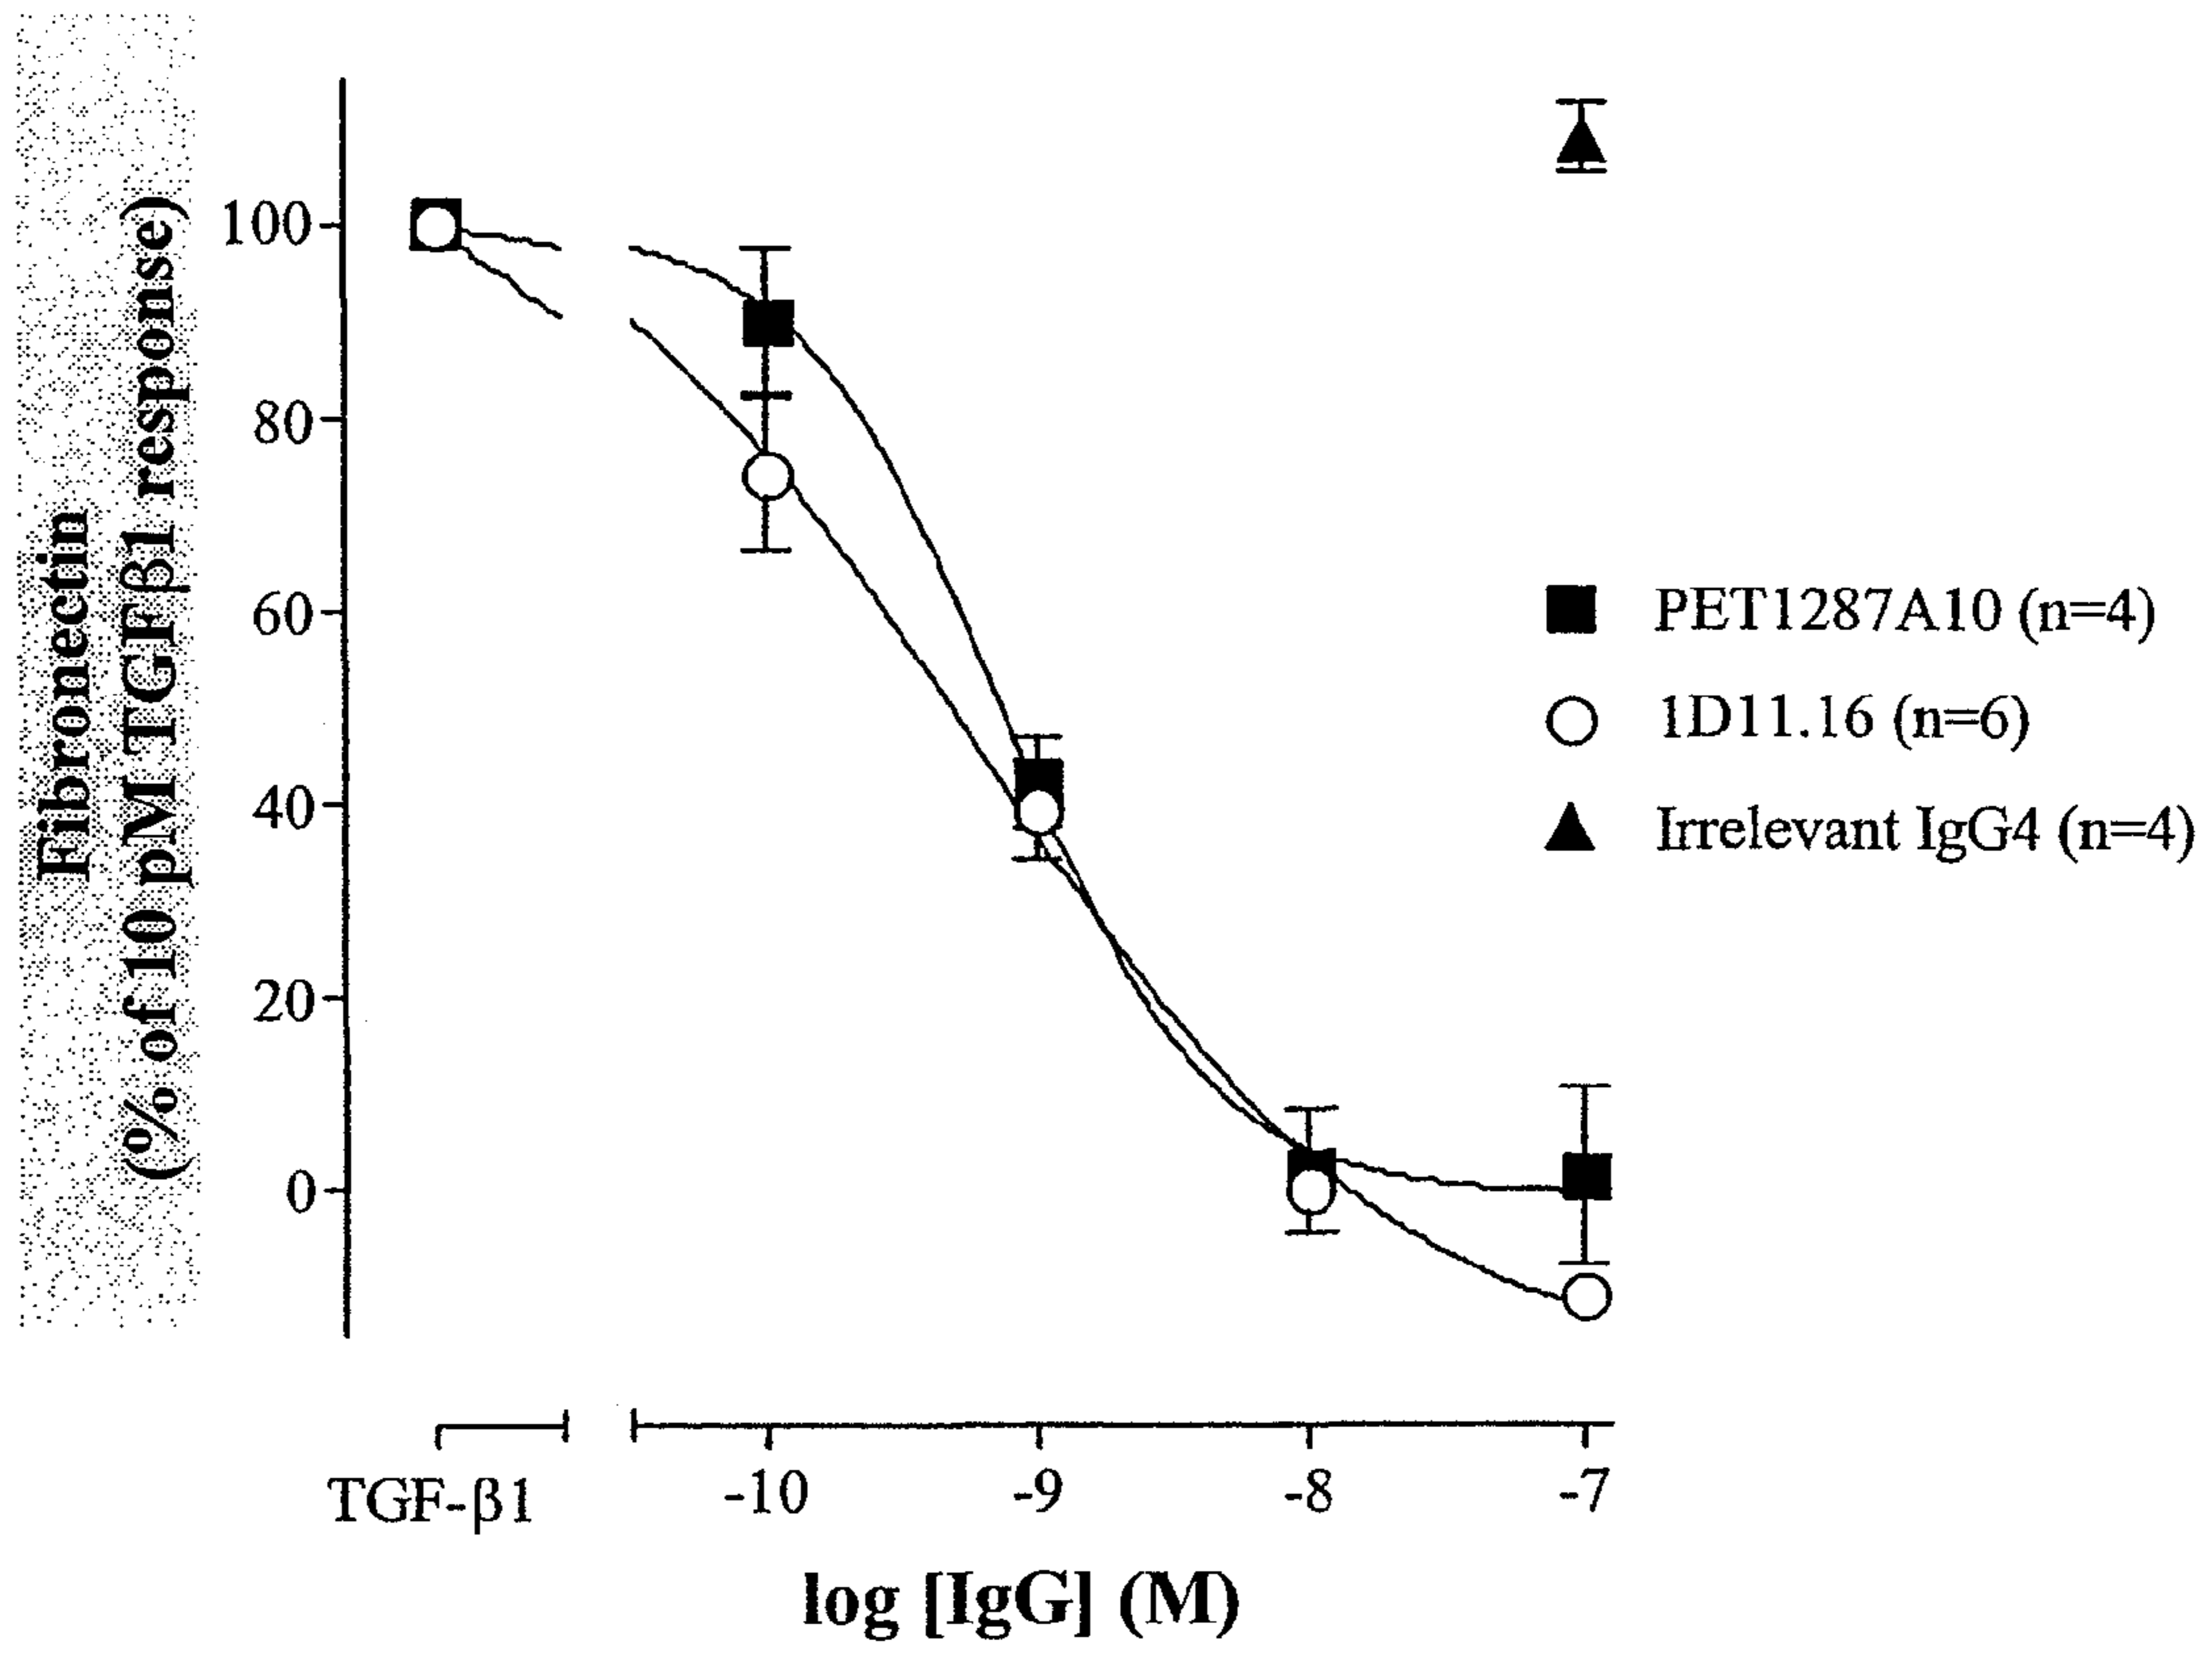 Fibronectin
(% of 10 pM TGFβ1 response)
100
80
60
40
20
0
PET1287A10 (n=4)
1D11.16 (n=6)
Irrelevant IgG4 (n=4)
TGF-β1
-10
-9
-8
-7
log [IgG] (M)